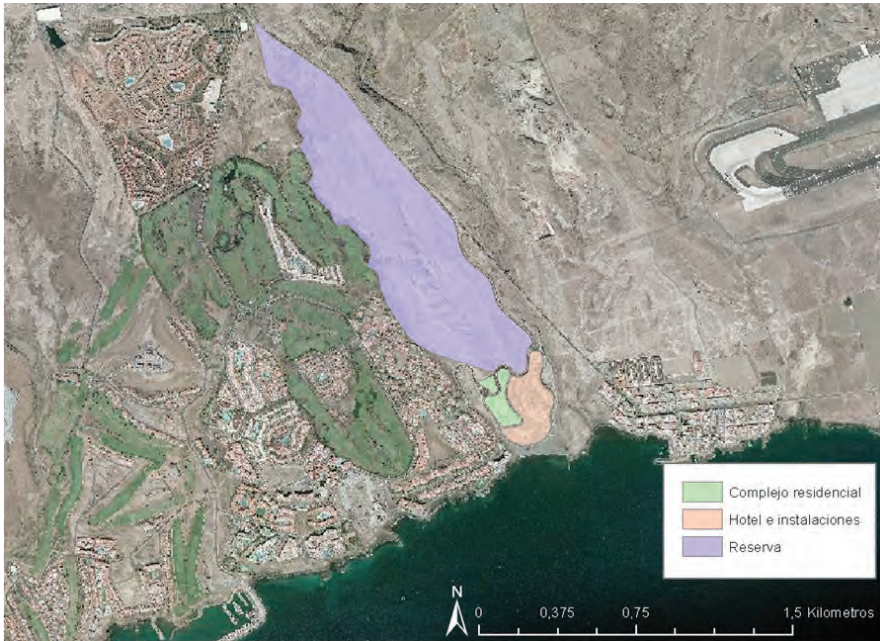 Complejo residencial
Hotel e instalaciones
Reserva
N
0 0,375 0,75 1,5 Kilometros